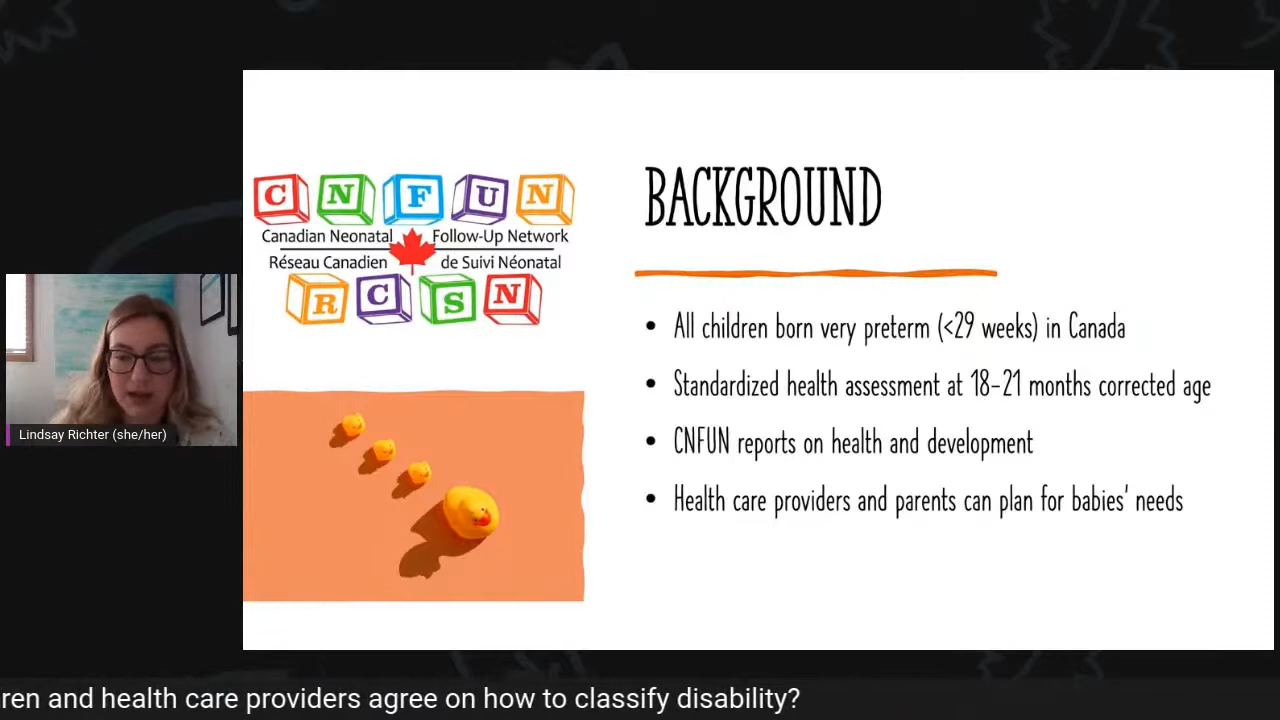 C N F U N
Canadian Neonatal Follow-Up Network
Réseau Canadien de Suivi Néonatal
R C S N
BACKGROUND
• All children born very preterm (<29 weeks) in Canada
• Standardized health assessment at 18-21 months corrected age
• CNFUN reports on health and development
• Health care providers and parents can plan for babies' needs
Lindsay Richter (she/her)
ren and health care providers agree on how to classify disability?